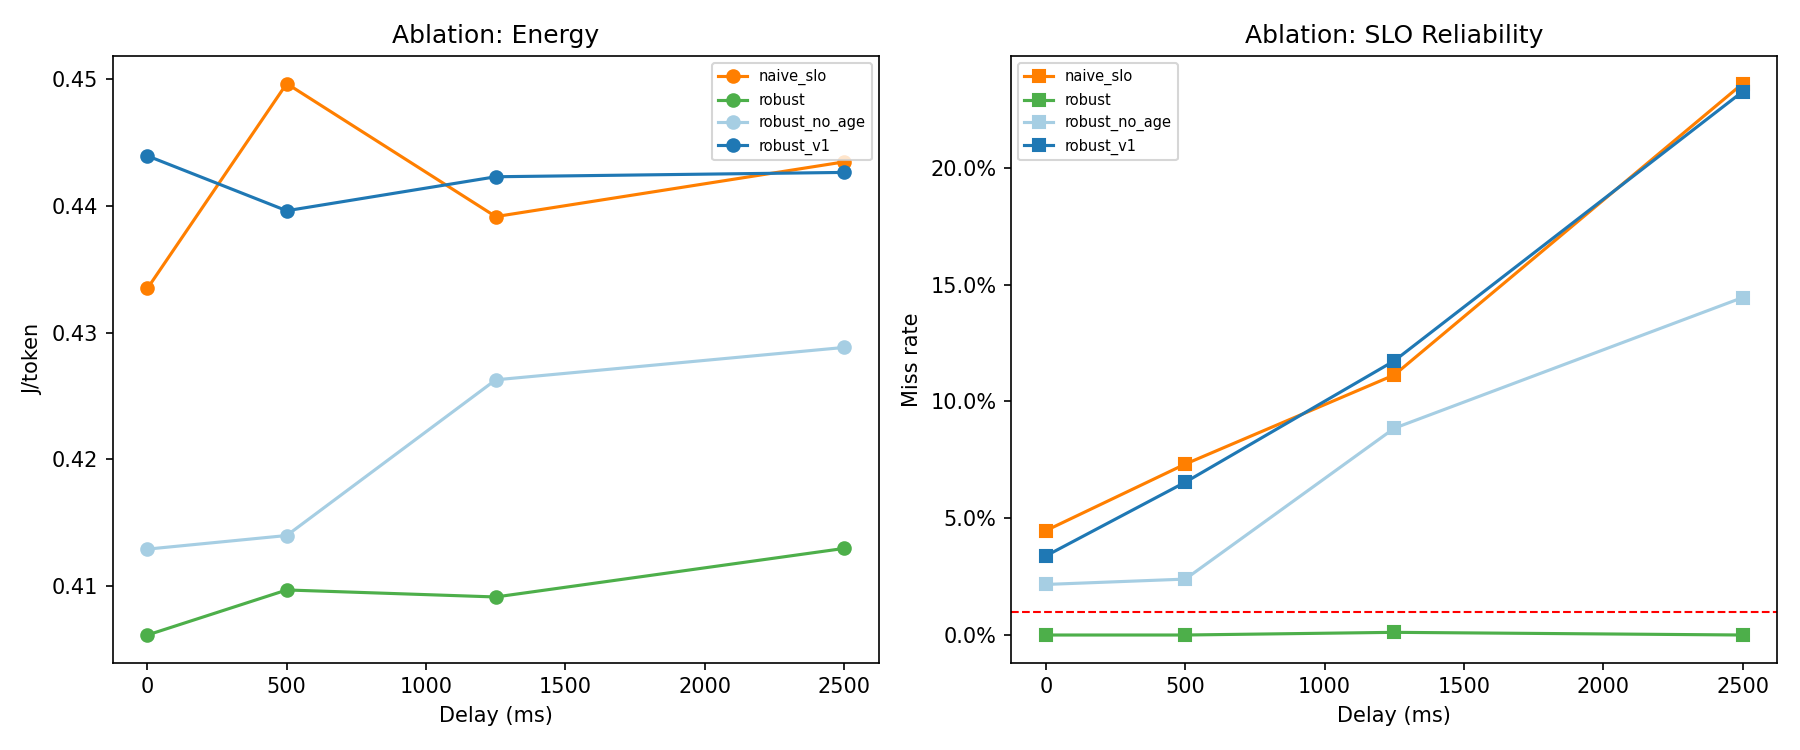 Ablation: Energy
0.45
0.44
0.43
0.42
0.41
J/token
0
500
1000
1500
2000
2500
Delay (ms)
naive_slo
robust
robust_no_age
robust_v1
Ablation: SLO Reliability
20.0%
15.0%
10.0%
5.0%
0.0%
Miss rate
0
500
1000
1500
2000
2500
Delay (ms)
naive_slo
robust
robust_no_age
robust_v1